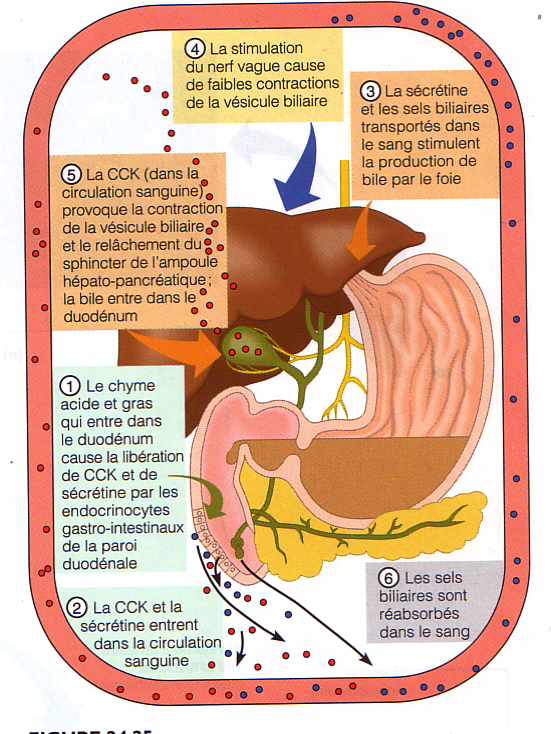 ④ La stimulation
du nerf vague cause
de faibles contractions
de la vésicule biliaire
③ La sécrétine
et les sels biliaires
transportés dans
le sang stimulent
la production de
bile par le foie
⑤ La CCK (dans la
circulation sanguine)
provoque la contraction
de la vésicule biliaire
et le relâchement du
sphincter de l'ampoule
hépato-pancréatique ;
la bile entre dans le
duodénum
① Le chyme
acide et gras
qui entre dans
le duodénum
cause la libération
de CCK et de
sécrétine par les
endocrinocytes
gastro-intestinaux
de la paroi
duodénale
② La CCK et la
sécrétine entrent
dans la circulation
sanguine
⑥ Les sels
biliaires sont
réabsorbés
dans le sang